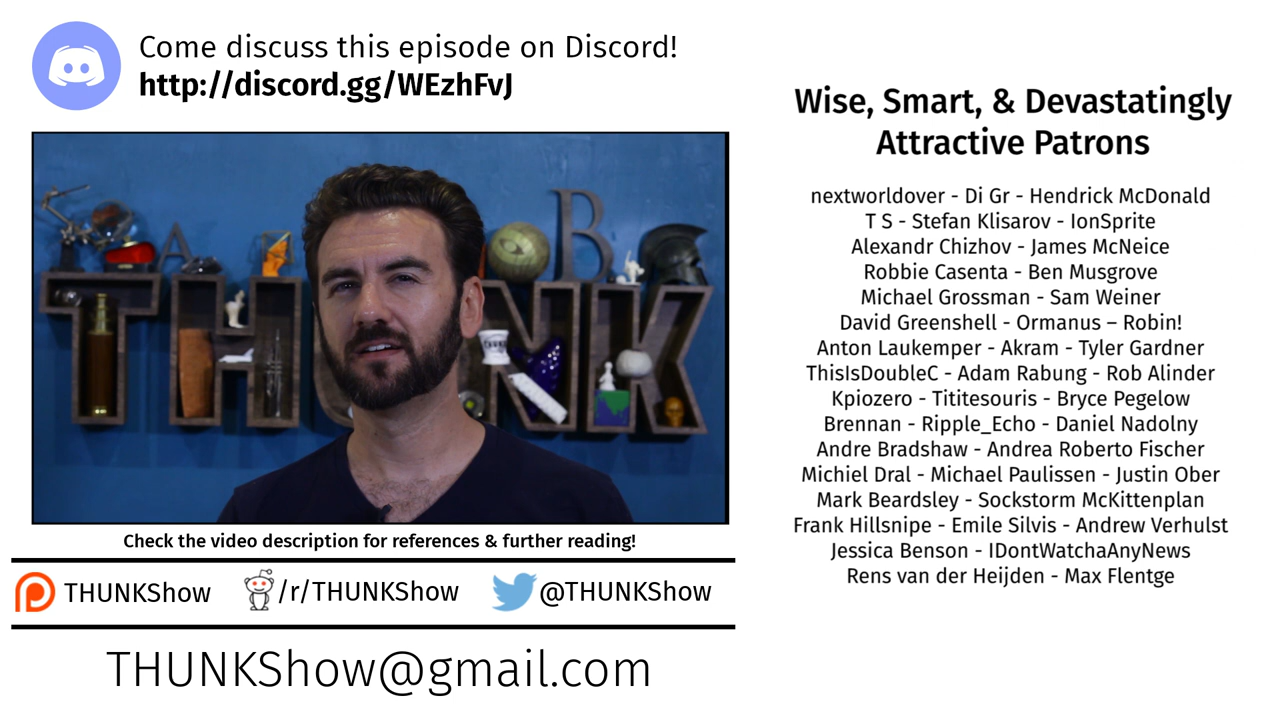 Come discuss this episode on Discord!
http://discord.gg/WEzhFvJ
THUNK
A
B
Check the video description for references & further reading!
THUNKShow
/r/THUNKShow
@THUNKShow
THUNKShow@gmail.com
Wise, Smart, & Devastatingly
Attractive Patrons
nextworldover - Di Gr - Hendrick McDonald
T S - Stefan Klisarov - IonSprite
Alexandr Chizhov - James McNeice
Robbie Casenta - Ben Musgrove
Michael Grossman - Sam Weiner
David Greenshell - Ormanus – Robin!
Anton Laukemper - Akram - Tyler Gardner
ThisIsDoubleC - Adam Rabung - Rob Alinder
Kpiozero - Tititesouris - Bryce Pegelow
Brennan - Ripple_Echo - Daniel Nadolny
Andre Bradshaw - Andrea Roberto Fischer
Michiel Dral - Michael Paulissen - Justin Ober
Mark Beardsley - Sockstorm McKittenplan
Frank Hillsnipe - Emile Silvis - Andrew Verhulst
Jessica Benson - IDontWatchaAnyNews
Rens van der Heijden - Max Flentge